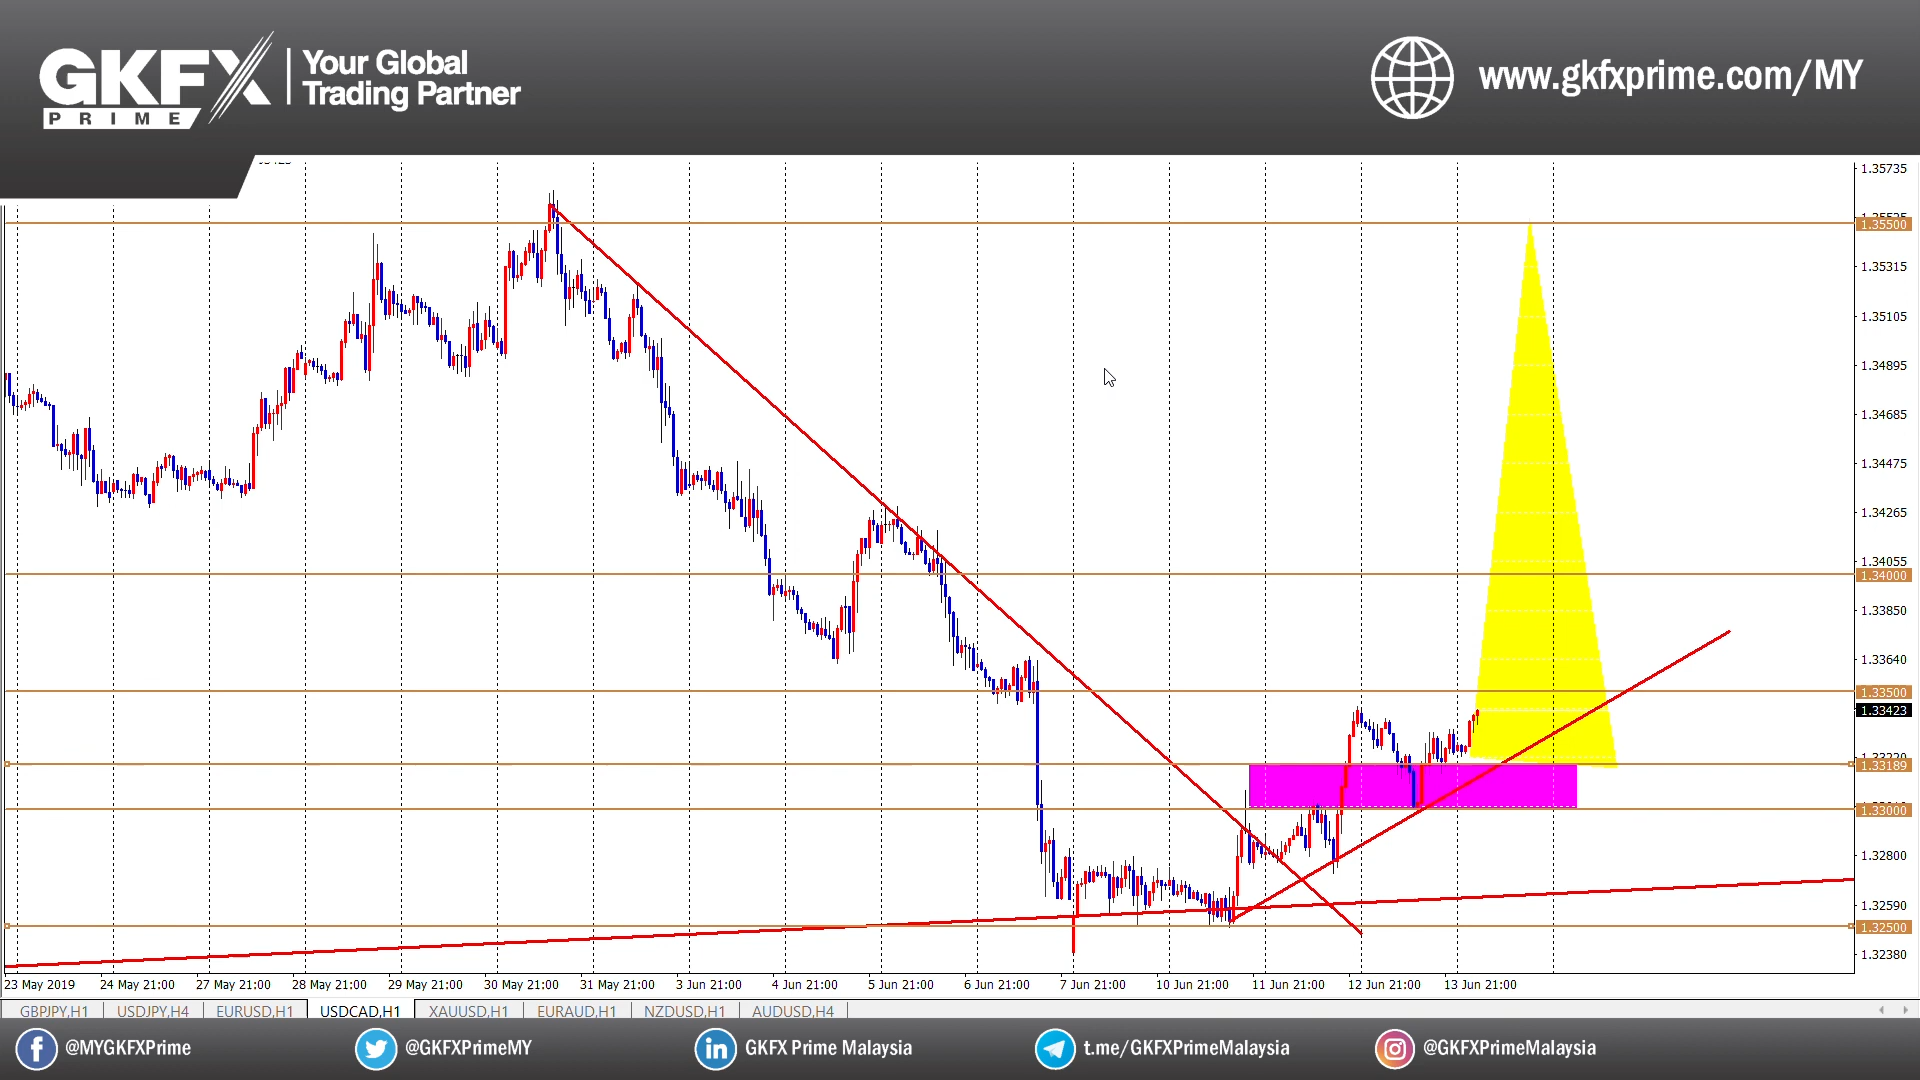 GKFX
PRIME
Your Global
Trading Partner
www.gkfxprime.com/MY
1.35735
1.35500
1.35315
1.35105
1.34895
1.34685
1.34475
1.34265
1.34055
1.34000
1.33850
1.33640
1.33500
1.33423
1.33189
1.33000
1.32800
1.32590
1.32500
1.32380
23 May 2019 24 May 21:00 27 May 21:00 28 May 21:00 29 May 21:00 30 May 21:00 31 May 21:00 3 Jun 21:00 4 Jun 21:00 5 Jun 21:00 6 Jun 21:00 7 Jun 21:00 10 Jun 21:00 11 Jun 21:00 12 Jun 21:00 13 Jun 21:00
GBPJPY,H1 USDJPY,H4 EURUSD,H1 USDCAD,H1 XAUUSD,H1 EURAUD,H1 NZDUSD,H1 AUDUSD,H4
@MYGKFXPrime @GKFXPrimeMY GKFX Prime Malaysia t.me/GKFXPrimeMalaysia @GKFXPrimeMalaysia